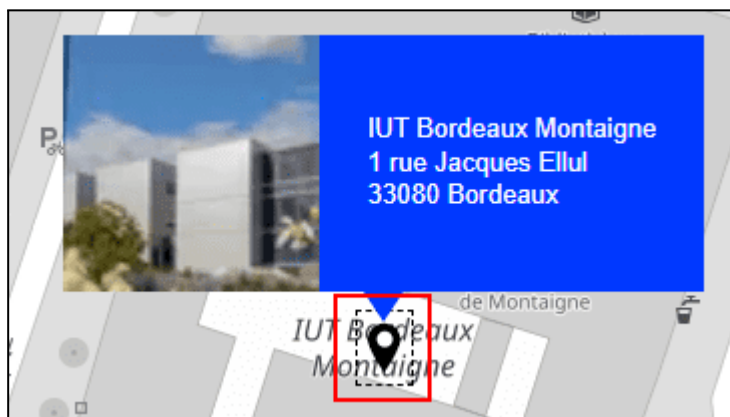 P
IUT Bordeaux Montaigne
1 rue Jacques Ellul
33080 Bordeaux
de Montaigne
IUT Bordeaux
Montaigne